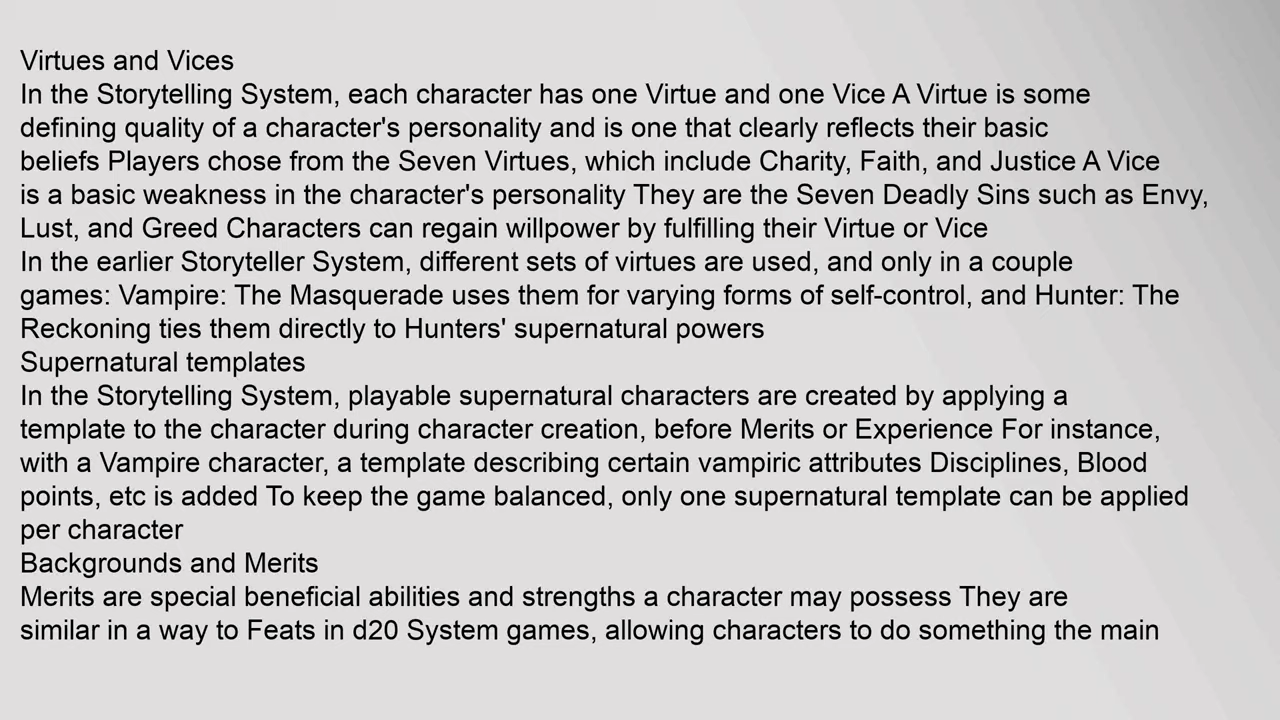 Virtues and Vices
In the Storytelling System, each character has one Virtue and one Vice A Virtue is some
defining quality of a character's personality and is one that clearly reflects their basic
beliefs Players chose from the Seven Virtues, which include Charity, Faith, and Justice A Vice
is a basic weakness in the character's personality They are the Seven Deadly Sins such as Envy,
Lust, and Greed Characters can regain willpower by fulfilling their Virtue or Vice
In the earlier Storyteller System, different sets of virtues are used, and only in a couple
games: Vampire: The Masquerade uses them for varying forms of self-control, and Hunter: The
Reckoning ties them directly to Hunters' supernatural powers
Supernatural templates
In the Storytelling System, playable supernatural characters are created by applying a
template to the character during character creation, before Merits or Experience For instance,
with a Vampire character, a template describing certain vampiric attributes Disciplines, Blood
points, etc is added To keep the game balanced, only one supernatural template can be applied
per character
Backgrounds and Merits
Merits are special beneficial abilities and strengths a character may possess They are
similar in a way to Feats in d20 System games, allowing characters to do something the main